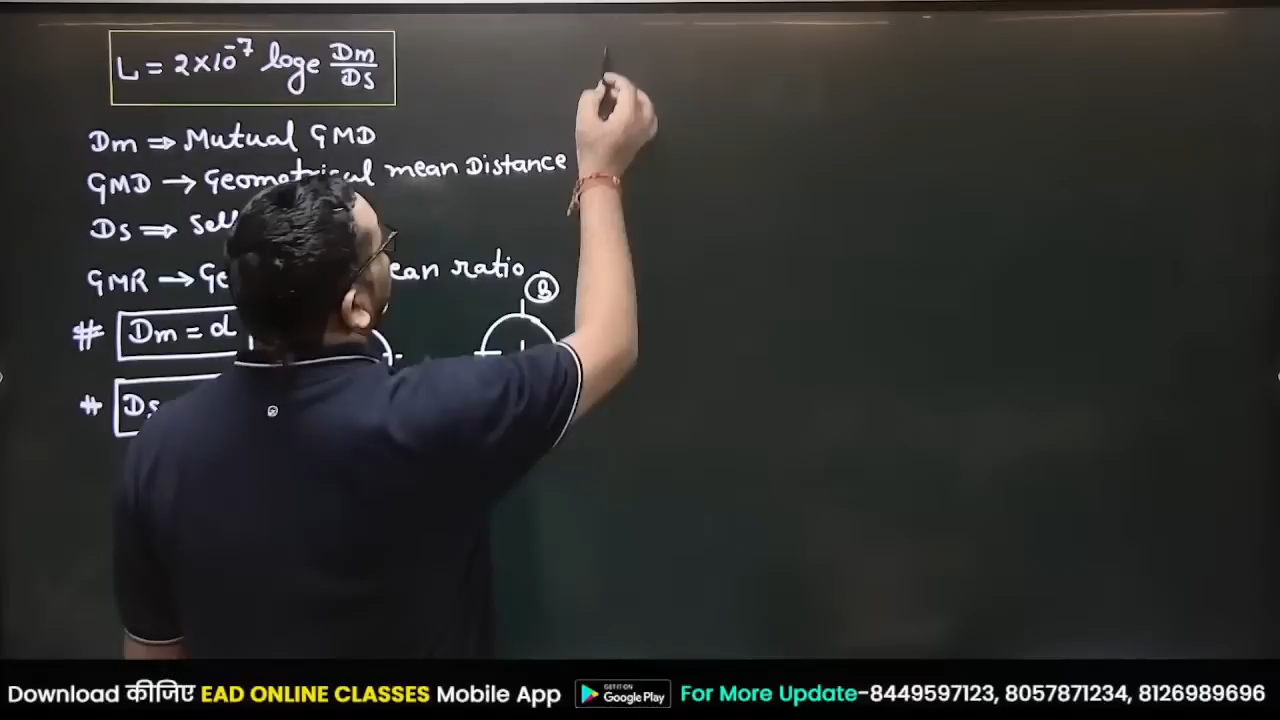 L = 2×10⁻⁷ loge Dm/Ds
Dm ⇒ Mutual GMD
GMD → Geometrical mean Distance
Ds ⇒ Self
GMR → Ge ean ratio
B
# Dm = d
# Ds
Download कीजिए EAD ONLINE CLASSES Mobile App GET IT ON Google Play For More Update-8449597123, 8057871234, 8126989696